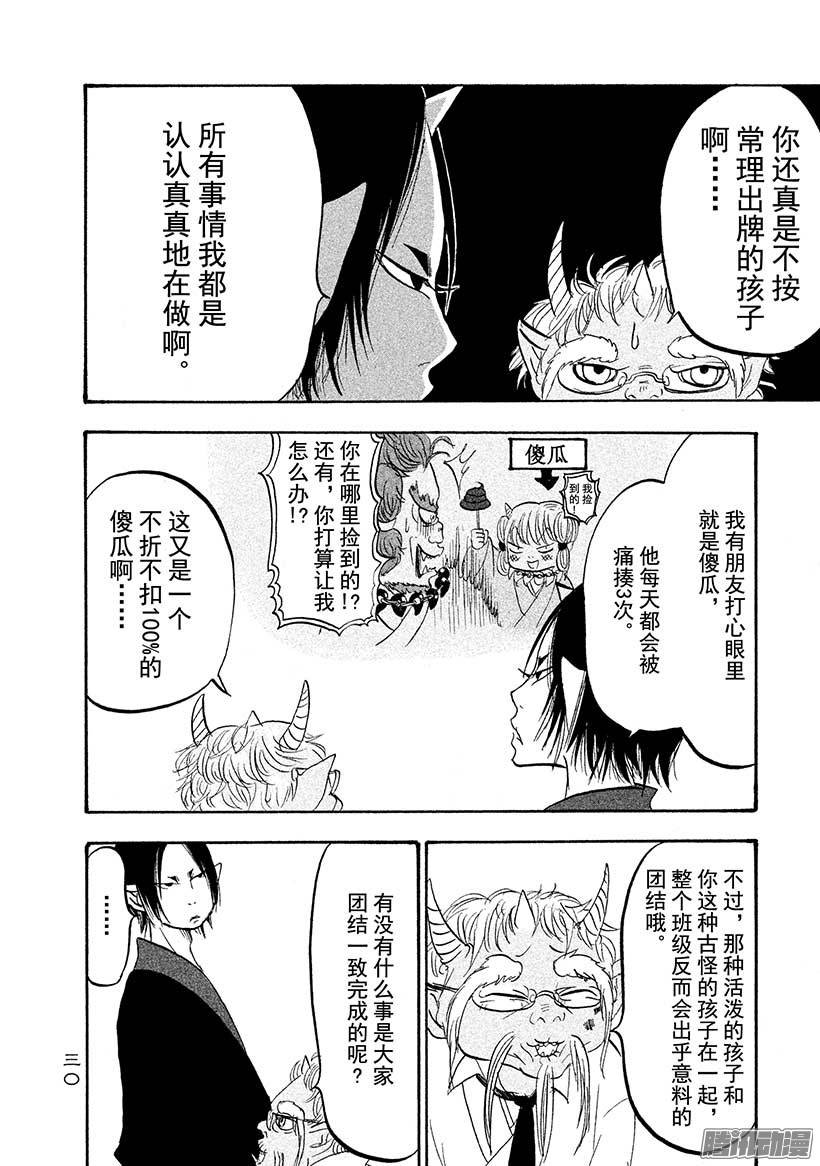 你还真是不按
常理出牌的孩子
啊……
所有事情我都是
认认真真地在做啊。
我有朋友打心眼里
就是傻瓜，
他每天都会被
痛揍3次。
傻瓜
我捡
到的！
你在哪里捡到的！？
还有，你打算让我
怎么办！？
这又是一个
不折不扣100%的
傻瓜啊……
不过，那种活泼的孩子和
你这种古怪的孩子在一起，
整个班级反而会出乎意料的
团结哦。
有没有什么事是大家
团结一致完成的呢？
……
三〇
腾讯动漫